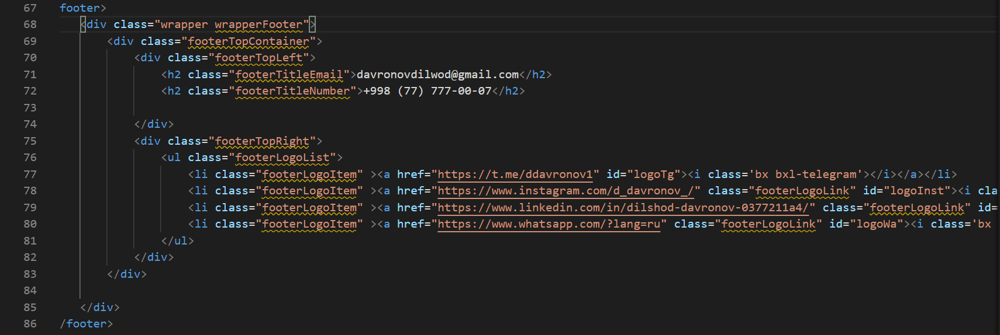 67 footer>
68 <div class="wrapper wrapperFooter">
69 <div class="footerTopContainer">
70 <div class="footerTopLeft">
71 <h2 class="footerTitleEmail">davronovdilwod@gmail.com</h2>
72 <h2 class="footerTitleNumber">+998 (77) 777-00-07</h2>
73
74 </div>
75 <div class="footerTopRight">
76 <ul class="footerLogoList">
77 <li class="footerLogoItem" ><a href="https://t.me/ddavronov1" id="logoTg"><i class='bx bxl-telegram'></i></a></li>
78 <li class="footerLogoItem" ><a href="https://www.instagram.com/d_davronov_/" class="footerLogoLink" id="logoInst"><i cla
79 <li class="footerLogoItem" ><a href="https://www.linkedin.com/in/dilshod-davronov-0377211a4/" class="footerLogoLink" id=
80 <li class="footerLogoItem" ><a href="https://www.whatsapp.com/?lang=ru" class="footerLogoLink" id="logoWa"><i class='bx
81 </ul>
82 </div>
83 </div>
84
85 </div>
86 /footer>